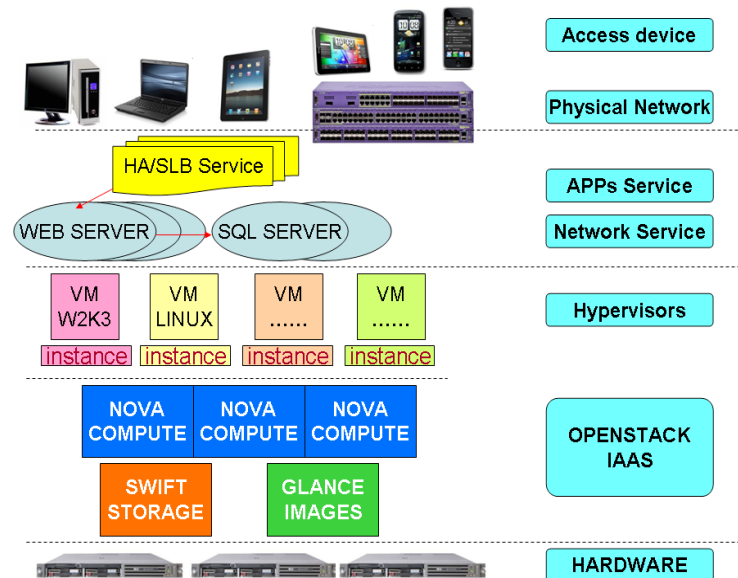 Access device
Physical Network
HA/SLB Service
APPs Service
WEB SERVER
SQL SERVER
Network Service
VM
W2K3
VM
LINUX
VM
......
VM
......
Hypervisors
instance
instance
instance
instance
NOVA
COMPUTE
NOVA
COMPUTE
NOVA
COMPUTE
OPENSTACK
IAAS
SWIFT
STORAGE
GLANCE
IMAGES
HARDWARE